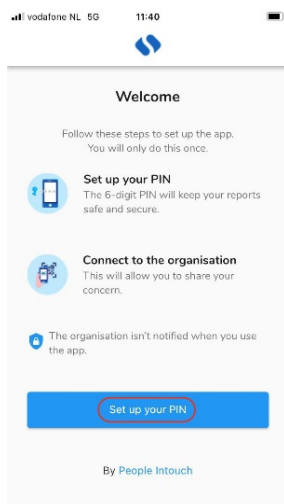 vodafone NL 5G 11:40
Welcome
Follow these steps to set up the app.
You will only do this once.
Set up your PIN
The 6-digit PIN will keep your reports
safe and secure.
Connect to the organisation
This will allow you to share your
concern.
The organisation isn't notified when you use
the app.
Set up your PIN
By People Intouch